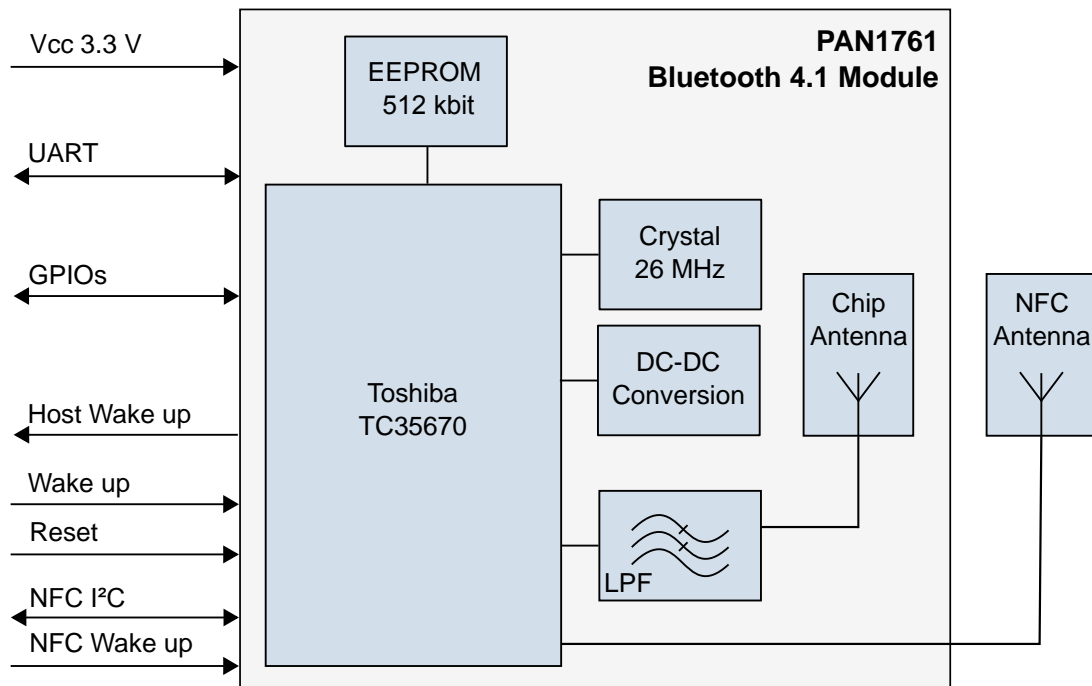 Vcc 3.3 V
UART
GPIOs
Host Wake up
Wake up
Reset
NFC I²C
NFC Wake up
PAN1761
Bluetooth 4.1 Module
EEPROM
512 kbit
Toshiba
TC35670
Crystal
26 MHz
DC-DC
Conversion
LPF
Chip
Antenna
NFC
Antenna